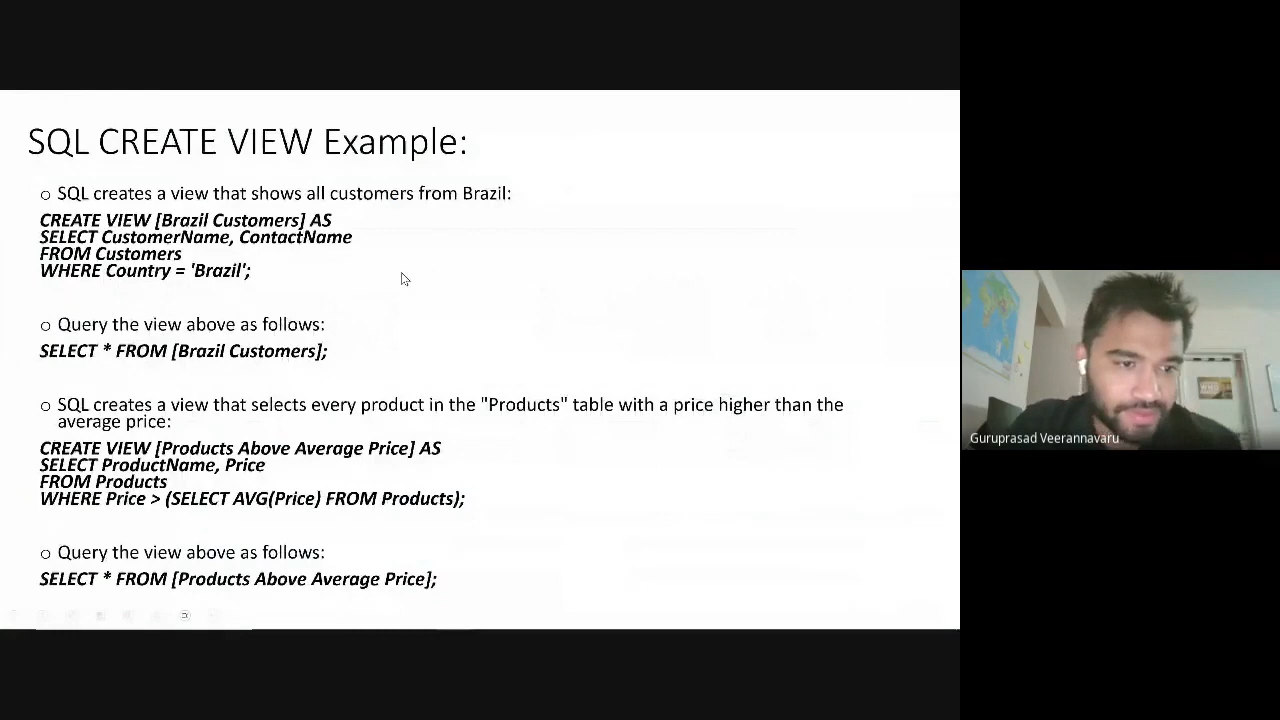 SQL CREATE VIEW Example:
o SQL creates a view that shows all customers from Brazil:
CREATE VIEW [Brazil Customers] AS
SELECT CustomerName, ContactName
FROM Customers
WHERE Country = 'Brazil';
o Query the view above as follows:
SELECT * FROM [Brazil Customers];
o SQL creates a view that selects every product in the "Products" table with a price higher than the
average price:
CREATE VIEW [Products Above Average Price] AS
SELECT ProductName, Price
FROM Products
WHERE Price > (SELECT AVG(Price) FROM Products);
o Query the view above as follows:
SELECT * FROM [Products Above Average Price];
Guruprasad Veerannavaru